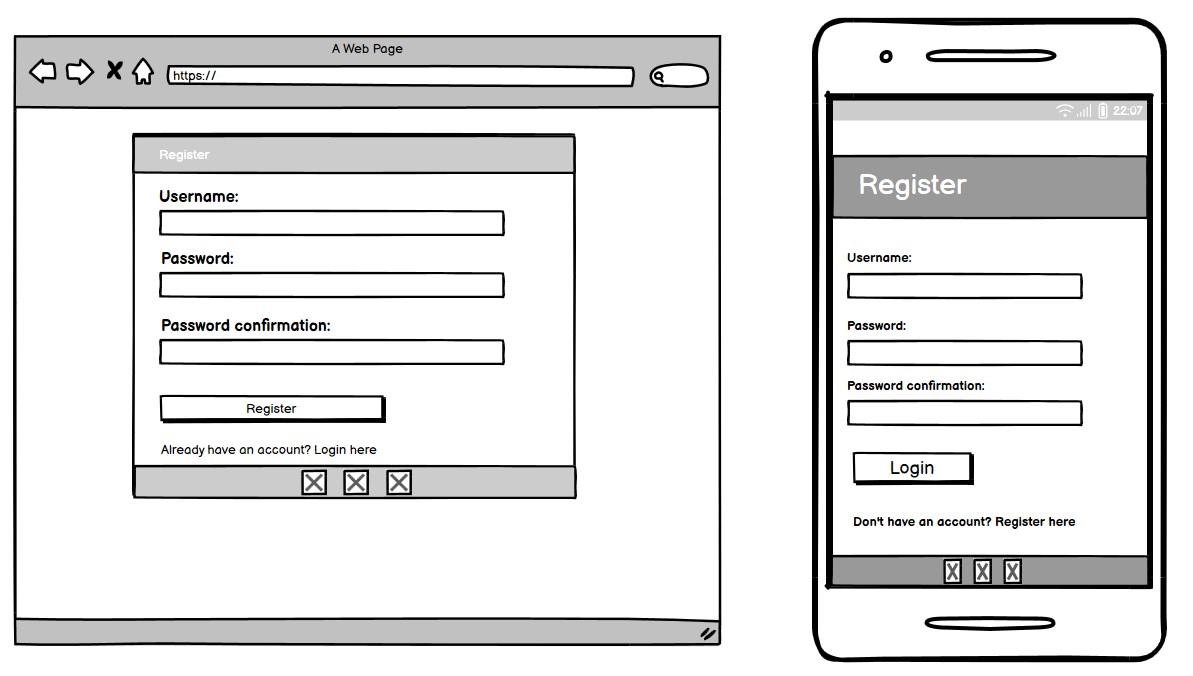 A Web Page
https://
Register
Username:
Password:
Password confirmation:
Register
Already have an account? Login here
22:07
Register
Username:
Password:
Password confirmation:
Login
Don't have an account? Register here